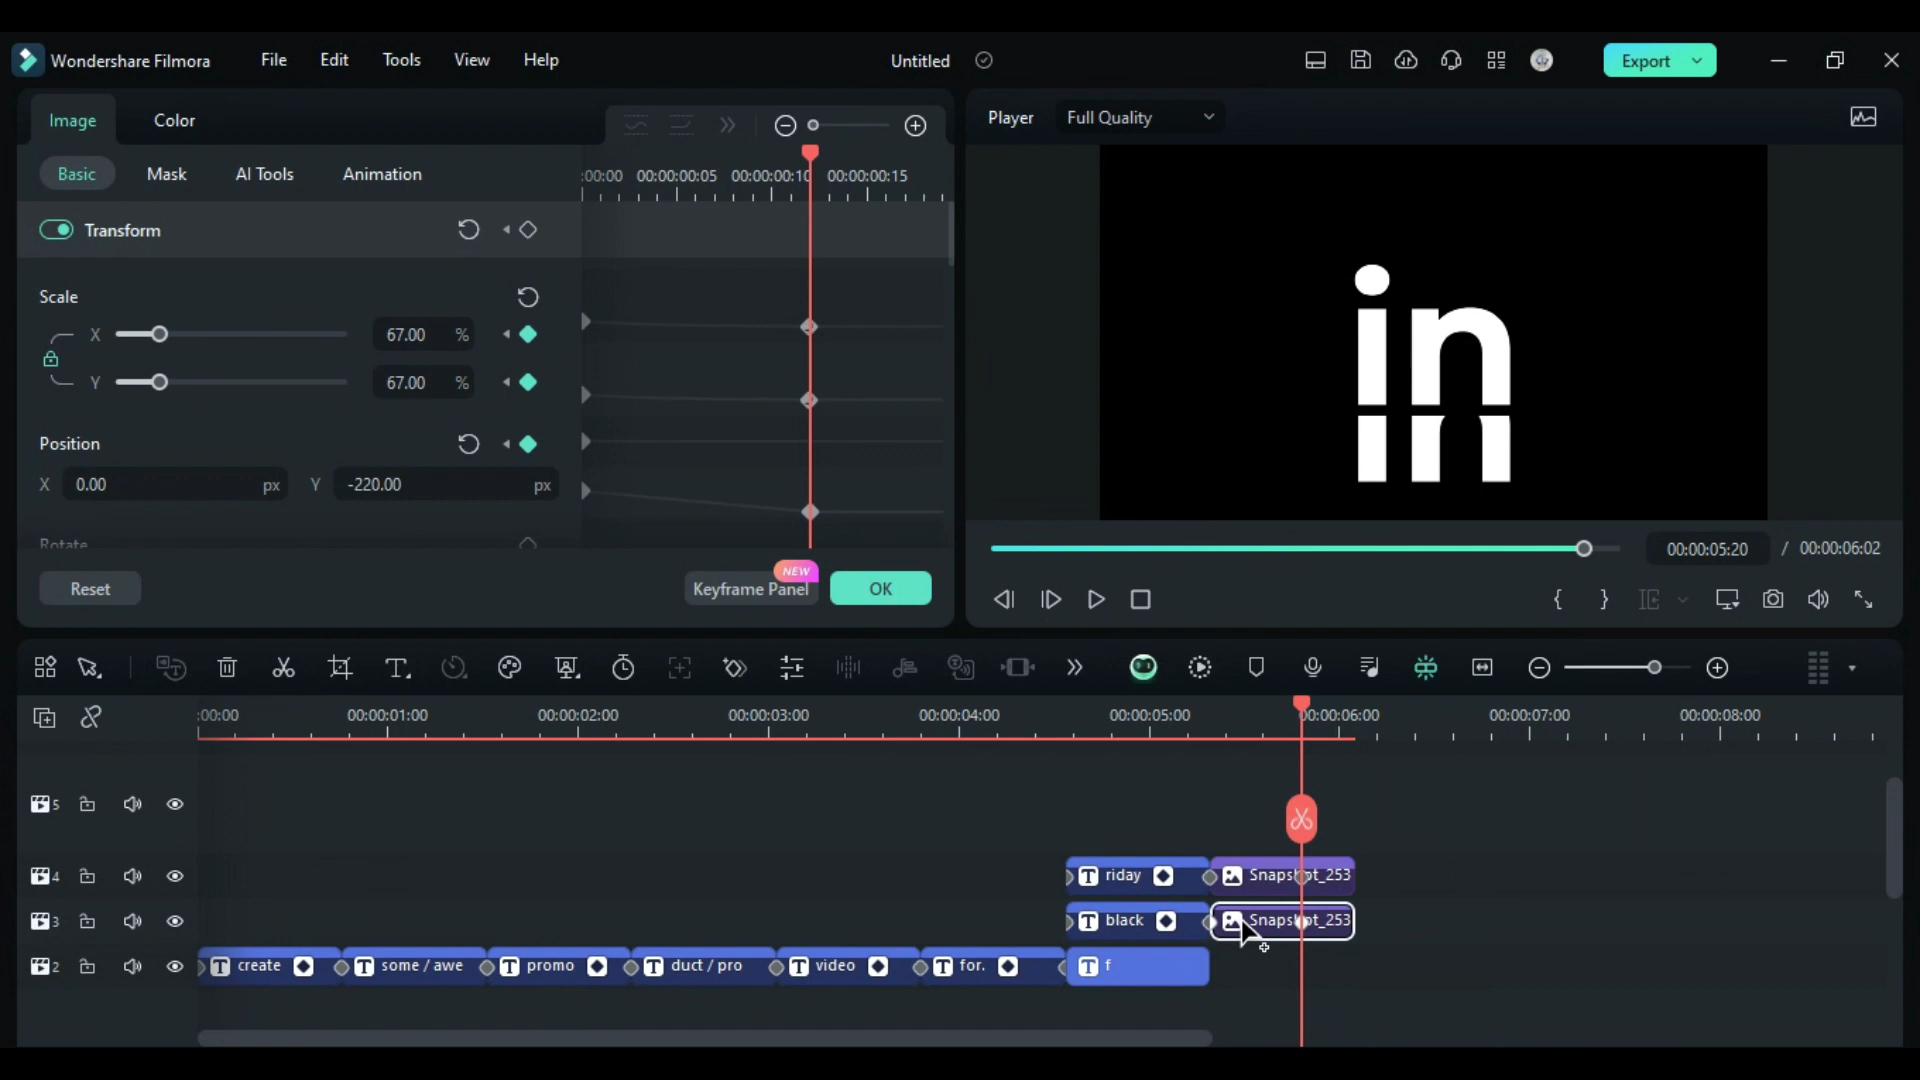 Wondershare Filmora File Edit Tools View Help Untitled Export
Image Color
Player Full Quality
Basic Mask AI Tools Animation
:00:00 00:00:00:05 00:00:00:10 00:00:00:15
Transform
Scale
X 67.00 %
Y 67.00 %
Position
X 0.00 px Y -220.00 px
Rotate
in
in
00:00:05:20 / 00:00:06:02
Reset
NEW
Keyframe Panel
OK
:00:00 00:00:01:00 00:00:02:00 00:00:03:00 00:00:04:00 00:00:05:00 00:00:06:00 00:00:07:00 00:00:08:00
5
4 T riday Snapshot_253
3 T black Snapshot_253
2 T create T some / awe T promo T duct / pro T video T for. T f